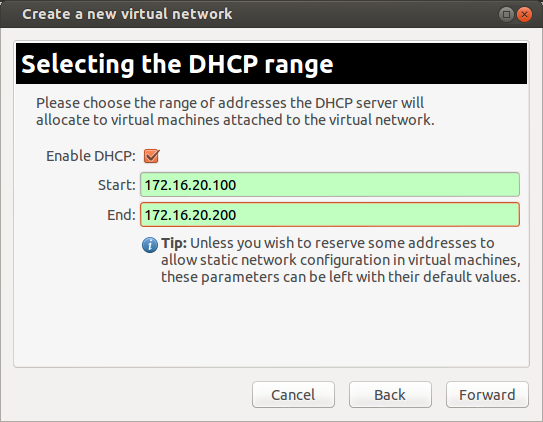 Create a new virtual network
Selecting the DHCP range
Please choose the range of addresses the DHCP server will
allocate to virtual machines attached to the virtual network.
Enable DHCP:
Start: 172.16.20.100
End: 172.16.20.200
Tip: Unless you wish to reserve some addresses to
allow static network configuration in virtual machines,
these parameters can be left with their default values.
Cancel Back Forward